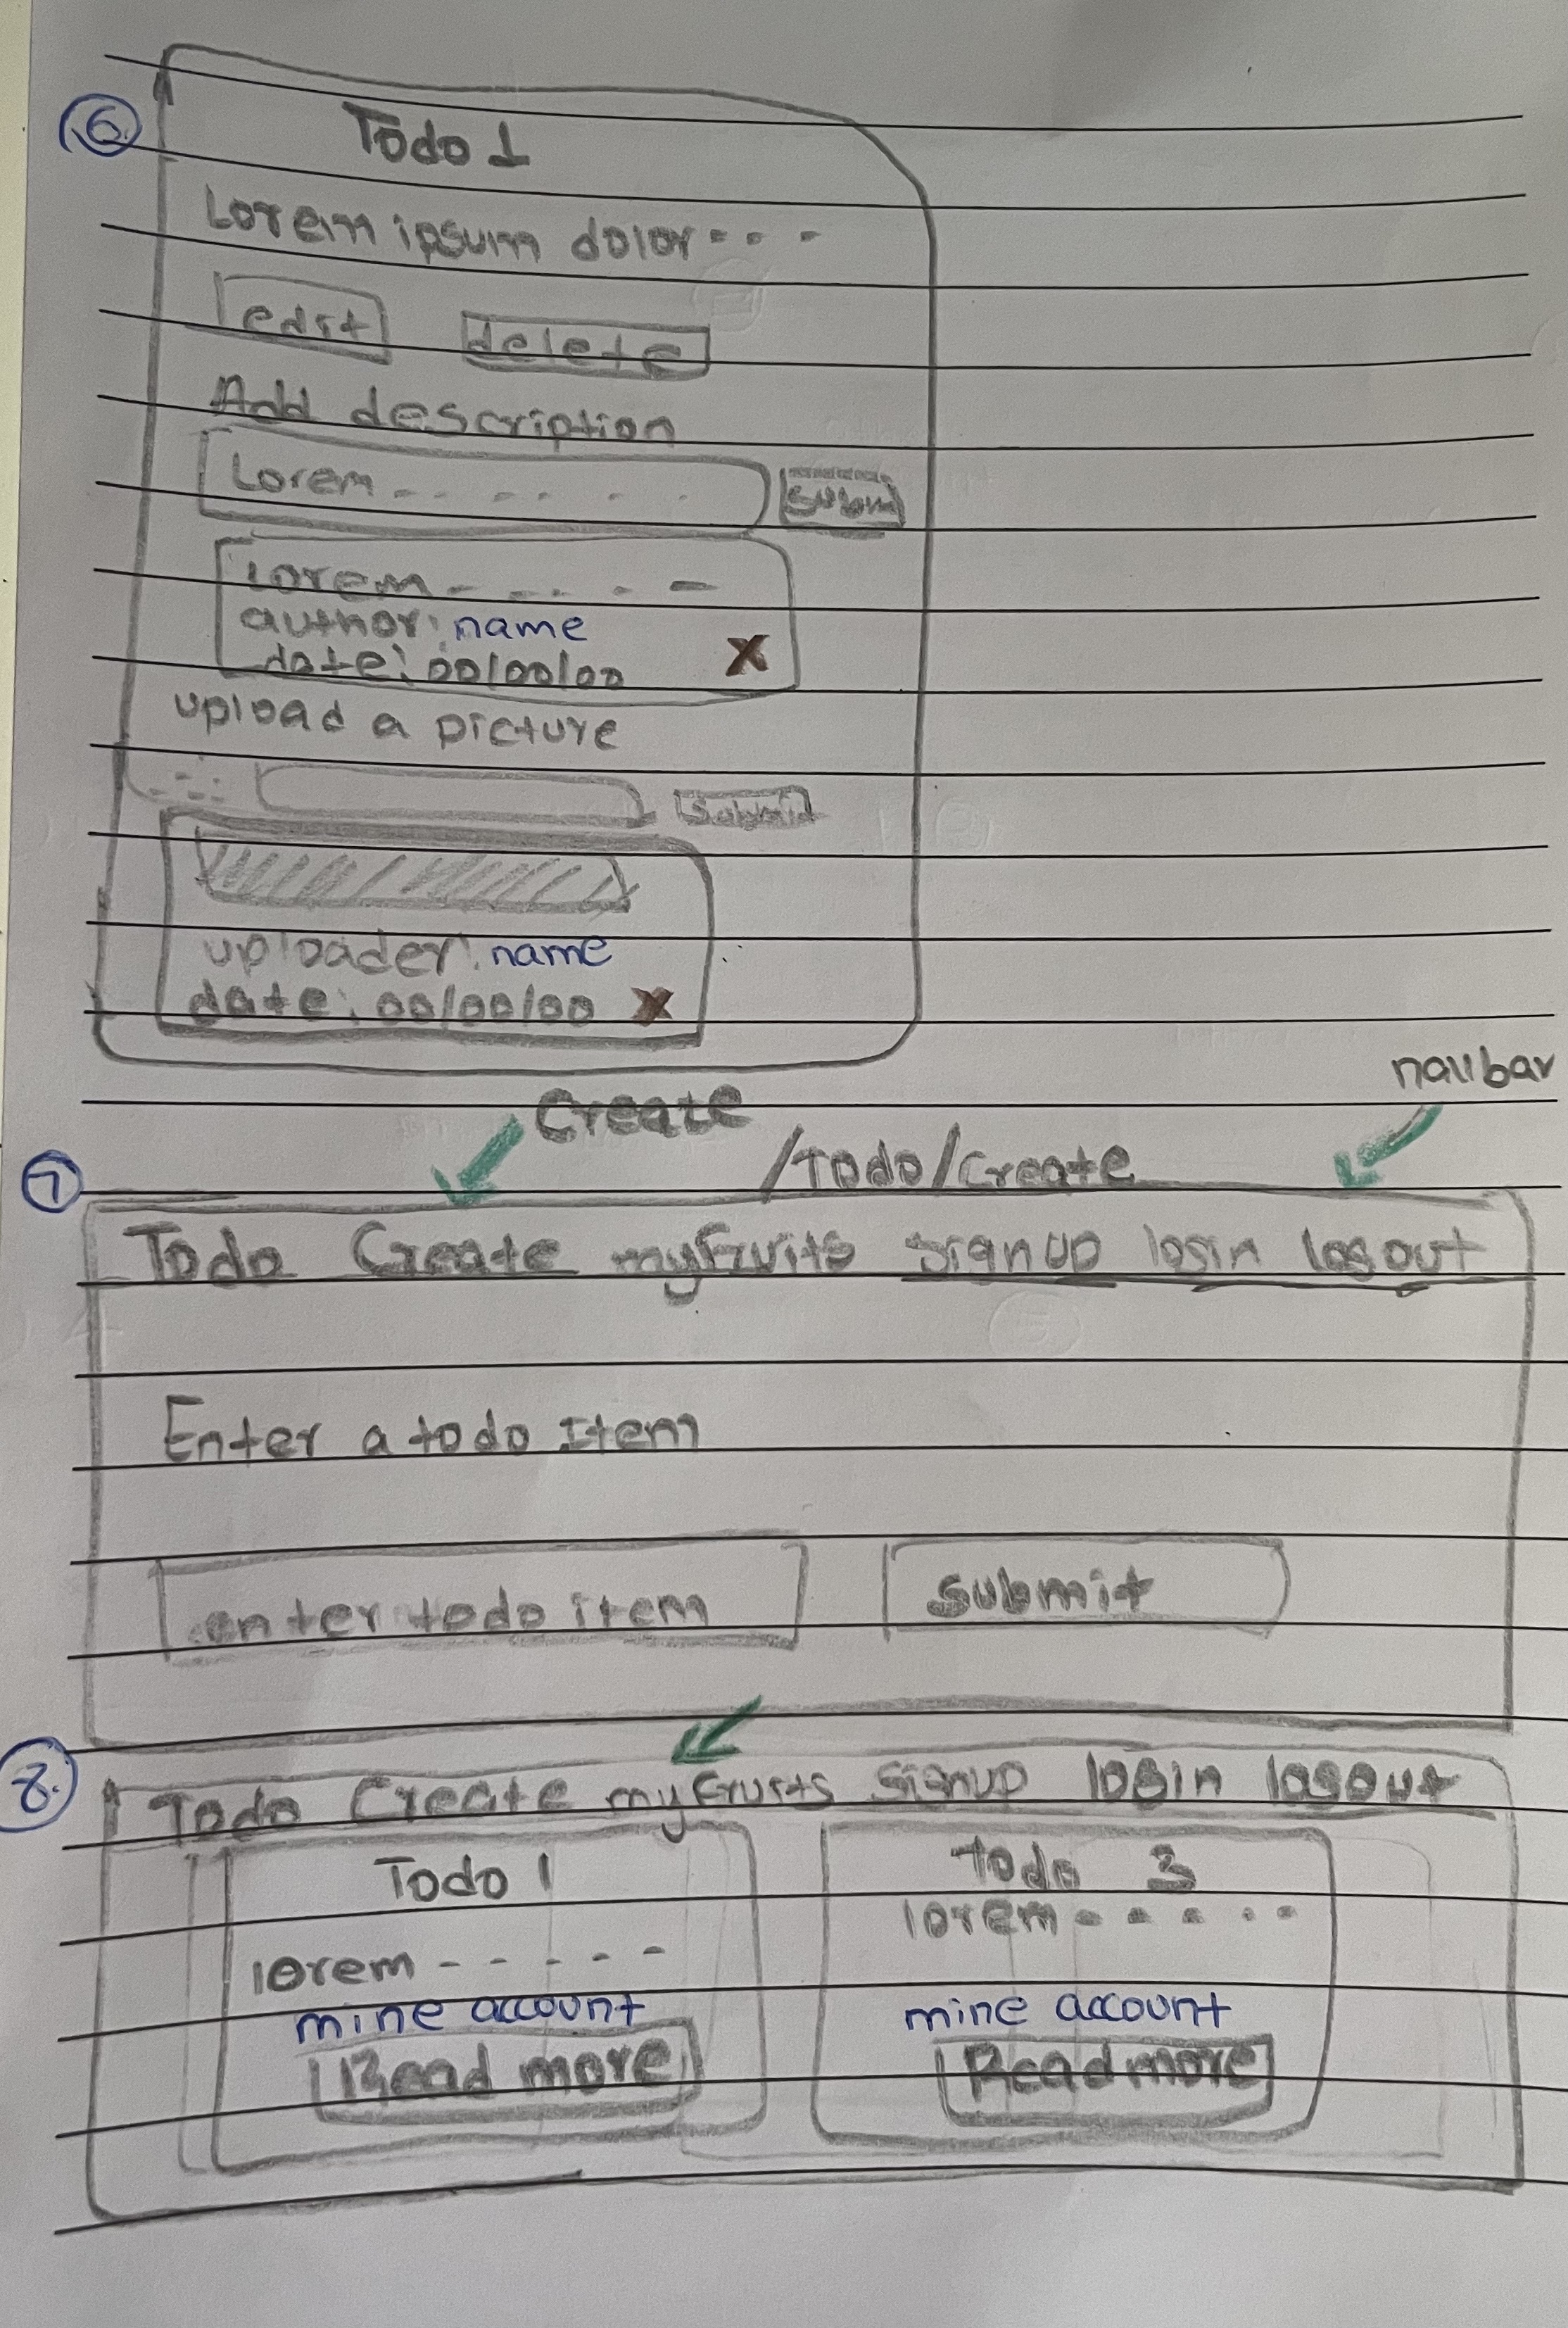 6.
Todo 1
Lorem ipsum dolor - - -
edit delete
Add description
Lorem - - - - - - Subm
Lorem - - - - -
author: name
date: 00/00/00 X
upload a picture
Submit
uploader: name
date: 00/00/00 X
navbar
Create
/Todo/Create
7
Todo Create myfruits signup login logout
Enter a todo Item
enter todo item submit
8.
Todo Create myfruits signup login logout
Todo 1 todo 3
lorem - - - - - lorem - - - - -
mine account mine account
Read more Read more